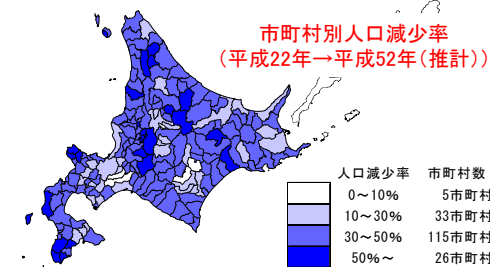 市町村別人口減少率
(平成22年→平成52年(推計))
人口減少率 市町村数
0～10% 5市町村
10～30% 33市町村
30～50% 115市町村
50%～ 26市町村